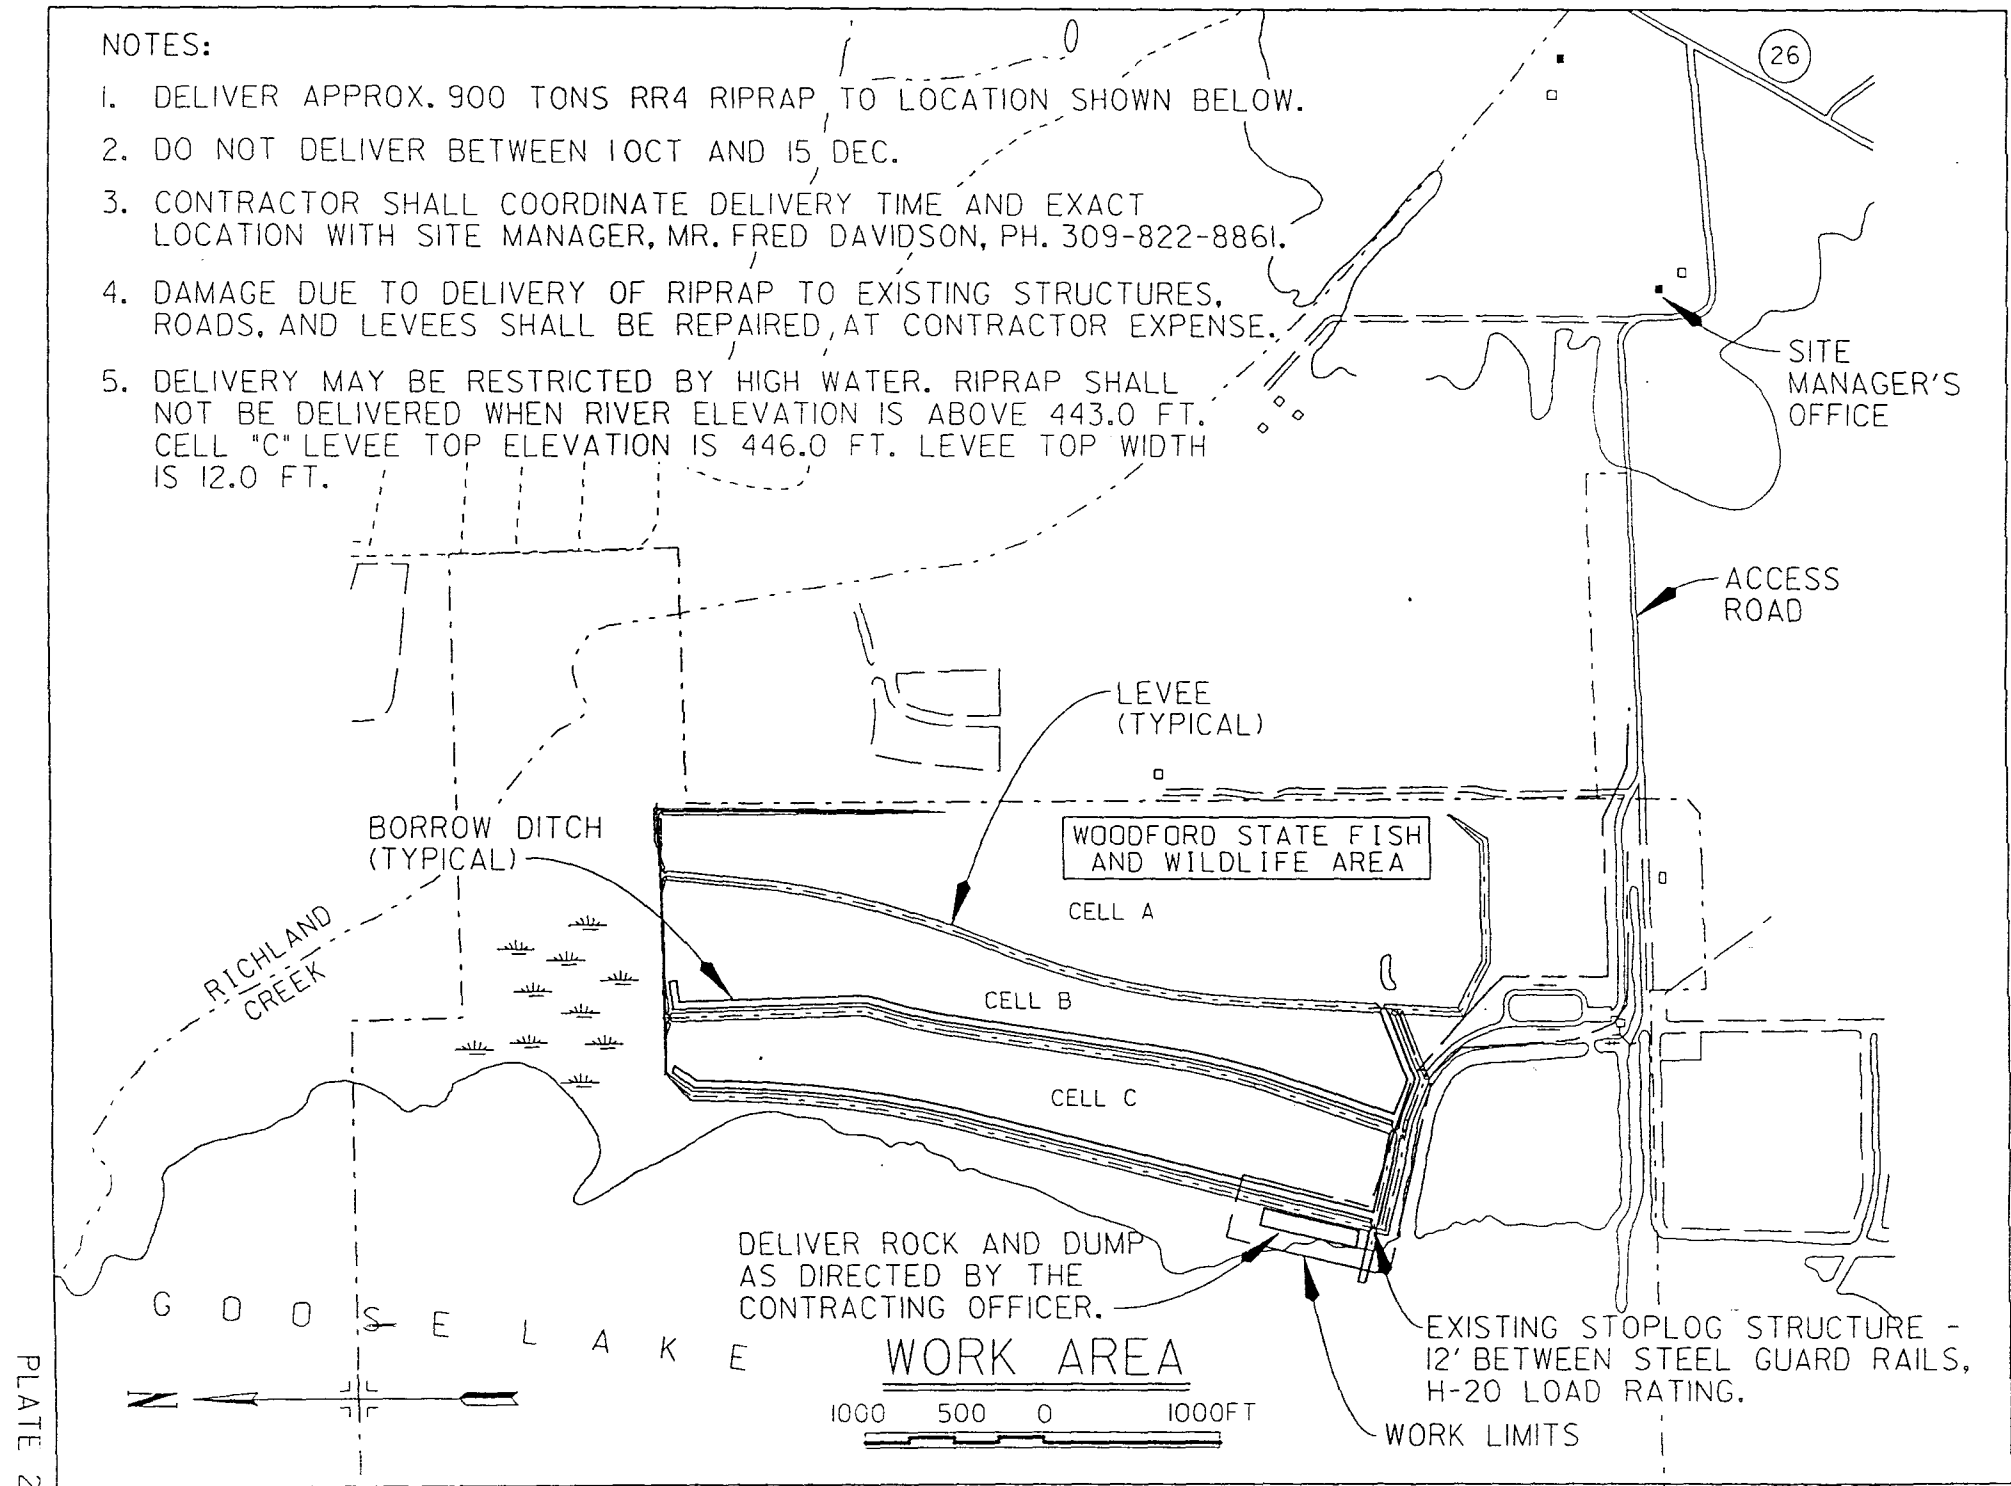 NOTES:
1. DELIVER APPROX. 900 TONS RR4 RIPRAP TO LOCATION SHOWN BELOW.
2. DO NOT DELIVER BETWEEN 1 OCT AND 15 DEC.
3. CONTRACTOR SHALL COORDINATE DELIVERY TIME AND EXACT
LOCATION WITH SITE MANAGER, MR. FRED DAVIDSON, PH. 309-822-8861.
4. DAMAGE DUE TO DELIVERY OF RIPRAP TO EXISTING STRUCTURES,
ROADS, AND LEVEES SHALL BE REPAIRED AT CONTRACTOR EXPENSE.
5. DELIVERY MAY BE RESTRICTED BY HIGH WATER. RIPRAP SHALL
NOT BE DELIVERED WHEN RIVER ELEVATION IS ABOVE 443.0 FT.
CELL "C" LEVEE TOP ELEVATION IS 446.0 FT. LEVEE TOP WIDTH
IS 12.0 FT.
26
SITE
MANAGER'S
OFFICE
ACCESS
ROAD
LEVEE
(TYPICAL)
BORROW DITCH
(TYPICAL)
WOODFORD STATE FISH
AND WILDLIFE AREA
CELL A
RICHLAND
CREEK
CELL B
CELL C
DELIVER ROCK AND DUMP
AS DIRECTED BY THE
CONTRACTING OFFICER.
GOOSE LAKE
EXISTING STOPLOG STRUCTURE -
12' BETWEEN STEEL GUARD RAILS,
H-20 LOAD RATING.
WORK LIMITS
WORK AREA
1000 500 0 1000FT
N
PLATE 2